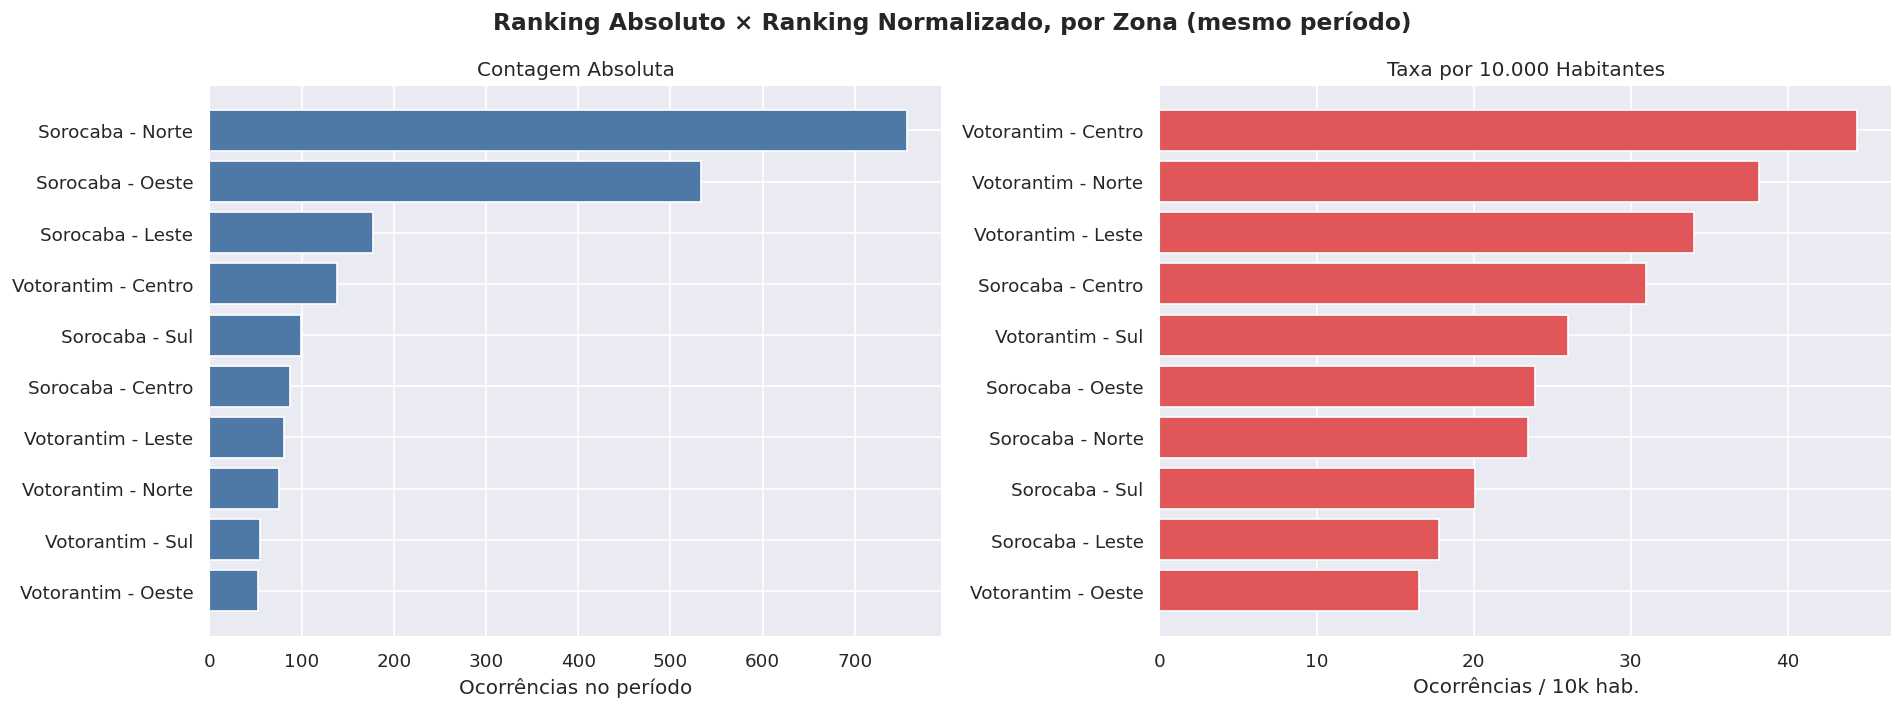 Ranking Absoluto × Ranking Normalizado, por Zona (mesmo período)
Contagem Absoluta
Sorocaba - Norte
Sorocaba - Oeste
Sorocaba - Leste
Votorantim - Centro
Sorocaba - Sul
Sorocaba - Centro
Votorantim - Leste
Votorantim - Norte
Votorantim - Sul
Votorantim - Oeste
0 100 200 300 400 500 600 700
Ocorrências no período
Taxa por 10.000 Habitantes
Votorantim - Centro
Votorantim - Norte
Votorantim - Leste
Sorocaba - Centro
Votorantim - Sul
Sorocaba - Oeste
Sorocaba - Norte
Sorocaba - Sul
Sorocaba - Leste
Votorantim - Oeste
0 10 20 30 40
Ocorrências / 10k hab.